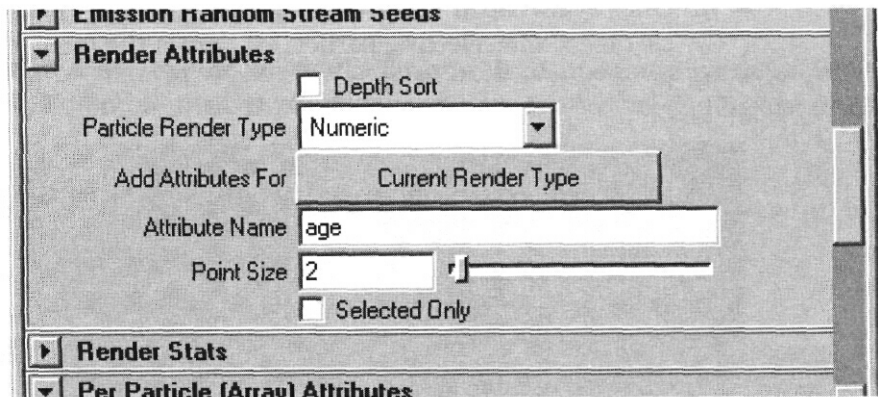 Emission Random Stream Seeds
Render Attributes
Depth Sort
Particle Render Type Numeric
Add Attributes For Current Render Type
Attribute Name age
Point Size 2
Selected Only
Render Stats
Per Particle (Array) Attributes